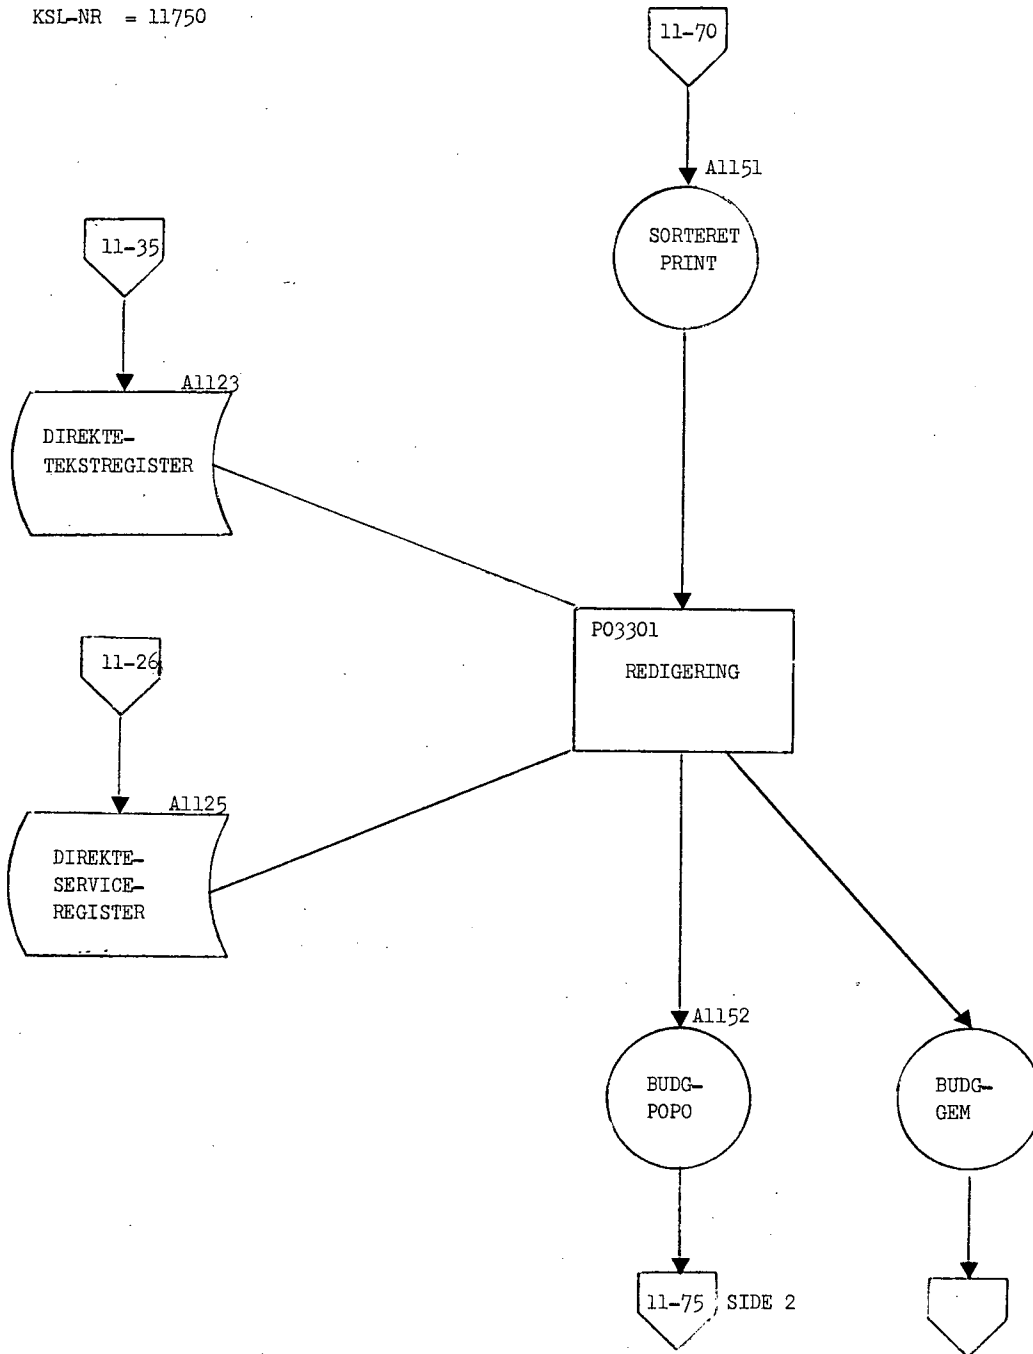 KSL-NR = 11750
11-70
A1151
SORTERET
PRINT
11-35
A1123
DIREKTE-
TEKSTREGISTER
PO3301
REDIGERING
11-26
A1125
DIREKTE-
SERVICE-
REGISTER
A1152
BUDG-
POPO
BUDG-
GEM
11-75 SIDE 2